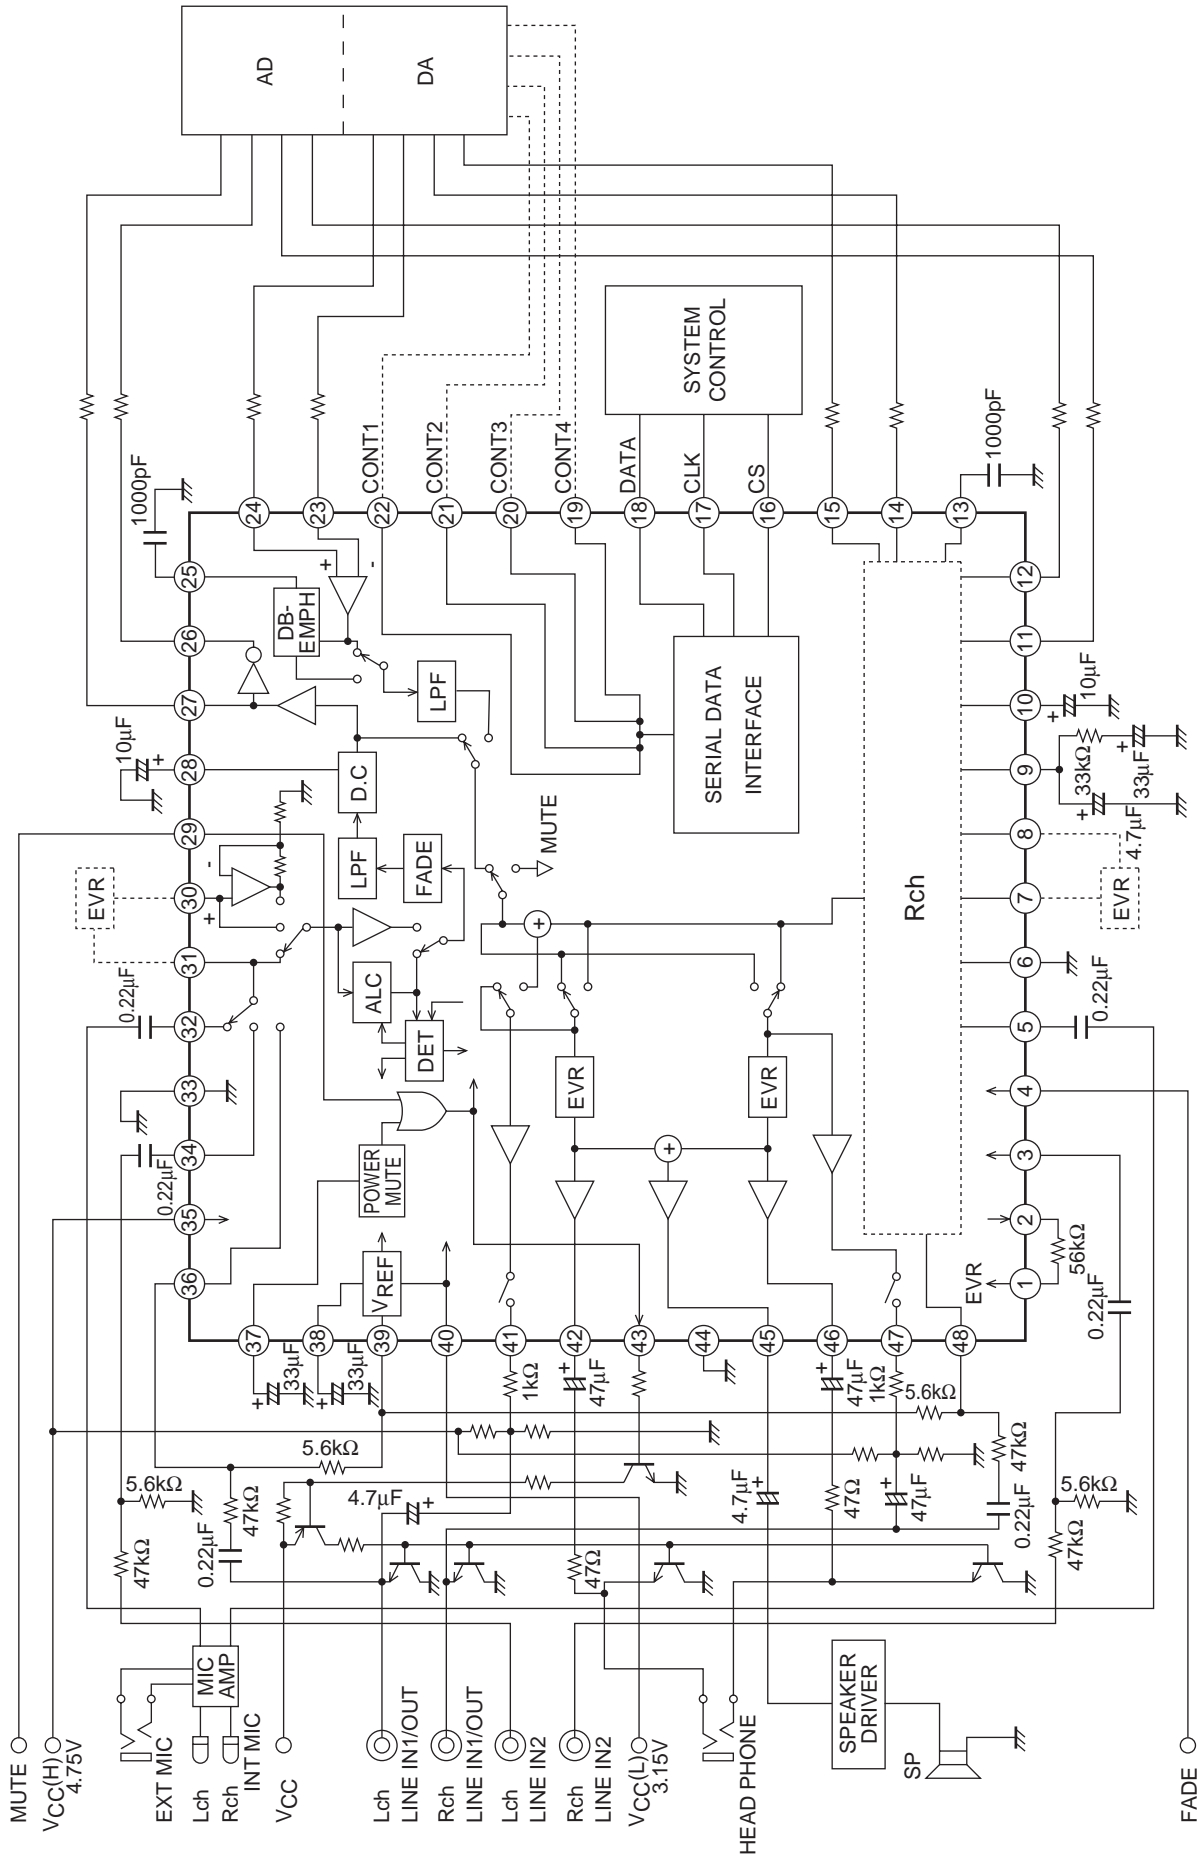 AD
DA
1000pF
24
23
22
21
20
19
18
17
16
15
14
13
CONT1
CONT2
CONT3
CONT4
DATA
CLK
CS
SYSTEM
CONTROL
1000pF
25
26
27
28
29
30
31
32
33
34
35
36
10μF
+
EVR
0.22μF
0.22μF
DB-
EMPH
+
-
LPF
D.C
LPF
FADE
MUTE
-
+
ALC
DET
+
EVR
EVR
+
POWER
MUTE
VREF
SERIAL DATA
INTERFACE
Rch
12
11
10
9
8
7
6
5
4
3
2
1
+
10μF
33kΩ
+
33μF
+
4.7μF
EVR
0.22μF
EVR
56kΩ
0.22μF
37
38
39
40
41
42
43
44
45
46
47
48
+
33μF
+
33μF
1kΩ
+
47μF
+
47μF
1kΩ
5.6kΩ
5.6kΩ
5.6kΩ
47kΩ
47kΩ
0.22μF
4.7μF
+
47Ω
4.7μF
+
47Ω
+
47μF
47kΩ
0.22μF
5.6kΩ
47kΩ
MIC
AMP
SPEAKER
DRIVER
SP
MUTE
VCC(H)
4.75V
EXT MIC
Lch
Rch
INT MIC
VCC
Lch
LINE IN1/OUT
Rch
LINE IN1/OUT
Lch
LINE IN2
Rch
LINE IN2
VCC(L)
3.15V
HEAD PHONE
FADE